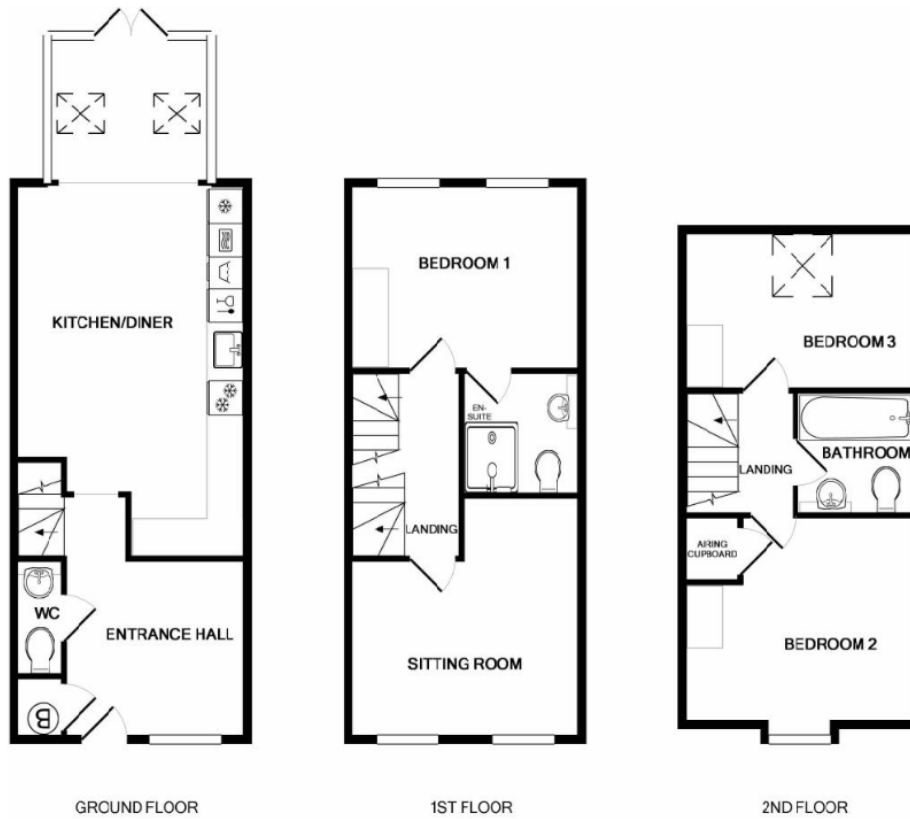 KITCHEN/DINER
WC
ENTRANCE HALL
B
GROUND FLOOR
BEDROOM 1
EN-
SUITE
LANDING
SITTING ROOM
1ST FLOOR
BEDROOM 3
BATHROOM
LANDING
AIRING
CUPBOARD
BEDROOM 2
2ND FLOOR